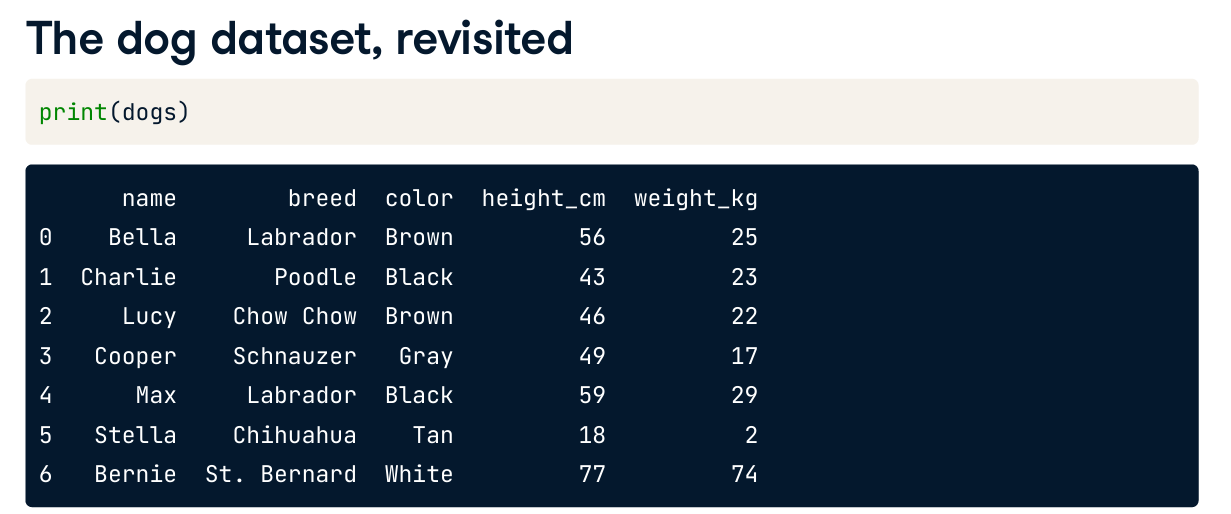 The dog dataset, revisited
print(dogs)
name breed color height_cm weight_kg
0 Bella Labrador Brown 56 25
1 Charlie Poodle Black 43 23
2 Lucy Chow Chow Brown 46 22
3 Cooper Schnauzer Gray 49 17
4 Max Labrador Black 59 29
5 Stella Chihuahua Tan 18 2
6 Bernie St. Bernard White 77 74